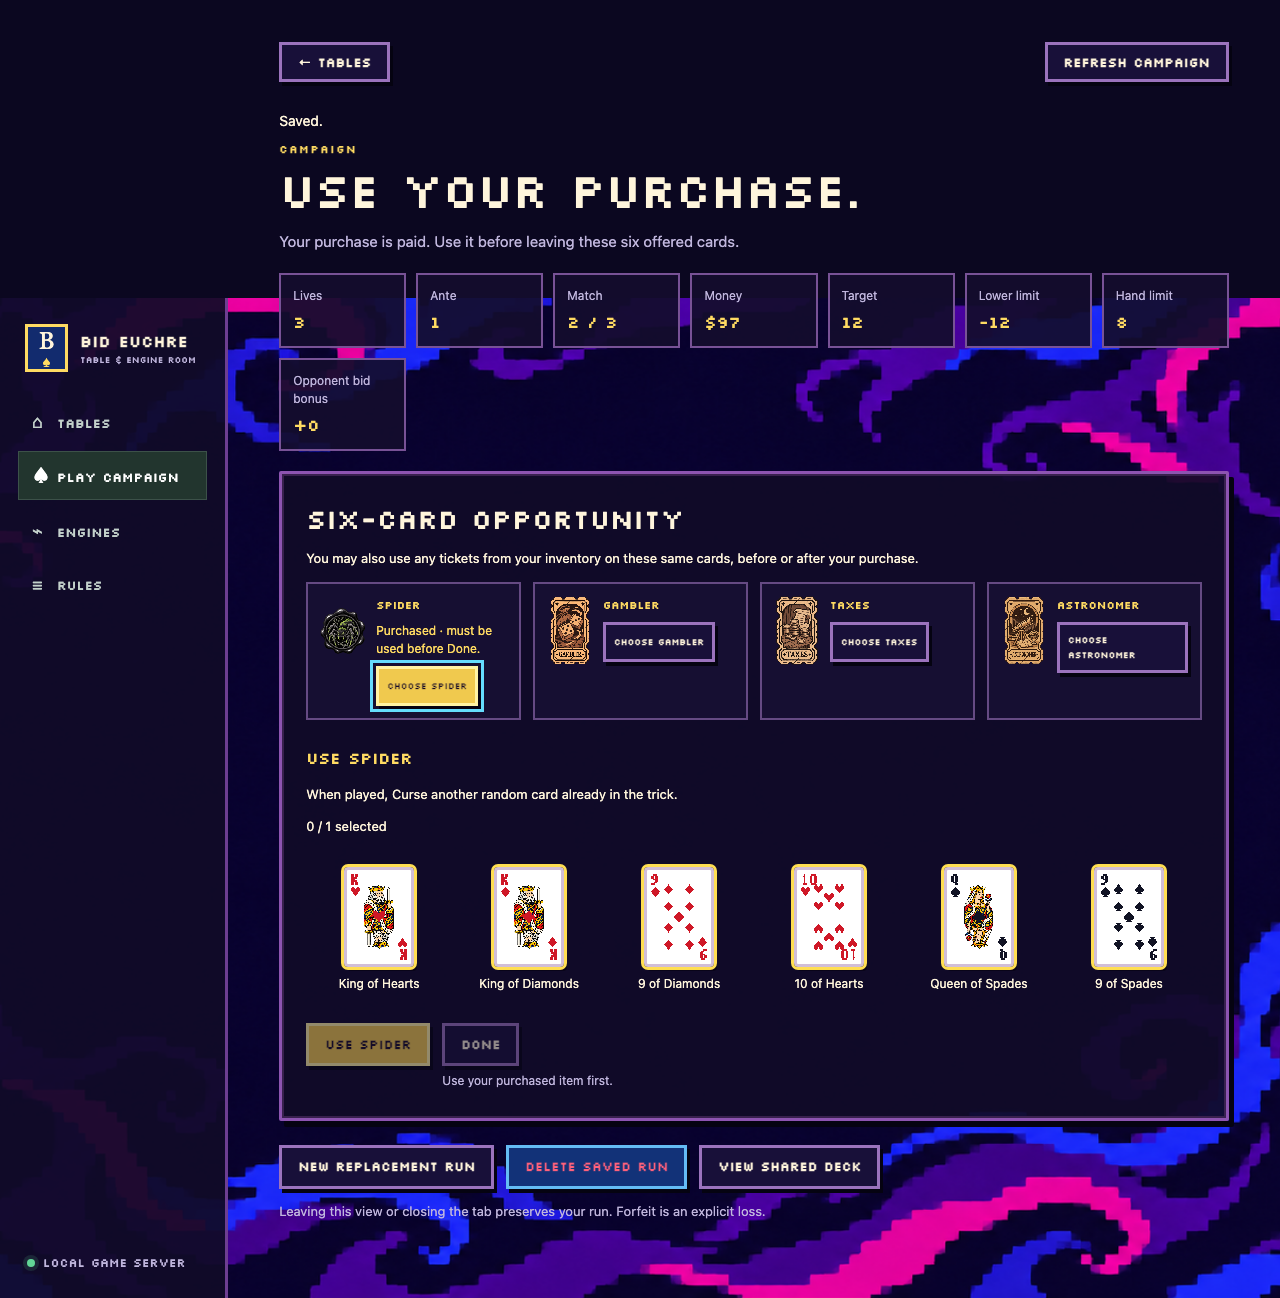 ← TABLES
REFRESH CAMPAIGN
Saved.
CAMPAIGN
USE YOUR PURCHASE.
Your purchase is paid. Use it before leaving these six offered cards.
Lives
3
Ante
1
Match
2 / 3
Money
$97
Target
12
Lower limit
-12
Hand limit
8
Opponent bid
bonus
+0
B
BID EUCHRE
TABLE & ENGINE ROOM
TABLES
PLAY CAMPAIGN
ENGINES
RULES
LOCAL GAME SERVER
SIX-CARD OPPORTUNITY
You may also use any tickets from your inventory on these same cards, before or after your purchase.
SPIDER
Purchased · must be
used before Done.
CHOOSE SPIDER
GAMBLER
CHOOSE GAMBLER
TAXES
CHOOSE TAXES
TAXES
ASTRONOMER
CHOOSE
ASTRONOMER
USE SPIDER
When played, Curse another random card already in the trick.
0 / 1 selected
K
K
K
K
9
9
10
10
Q
Q
9
9
King of Hearts
King of Diamonds
9 of Diamonds
10 of Hearts
Queen of Spades
9 of Spades
USE SPIDER
DONE
Use your purchased item first.
NEW REPLACEMENT RUN
DELETE SAVED RUN
VIEW SHARED DECK
Leaving this view or closing the tab preserves your run. Forfeit is an explicit loss.